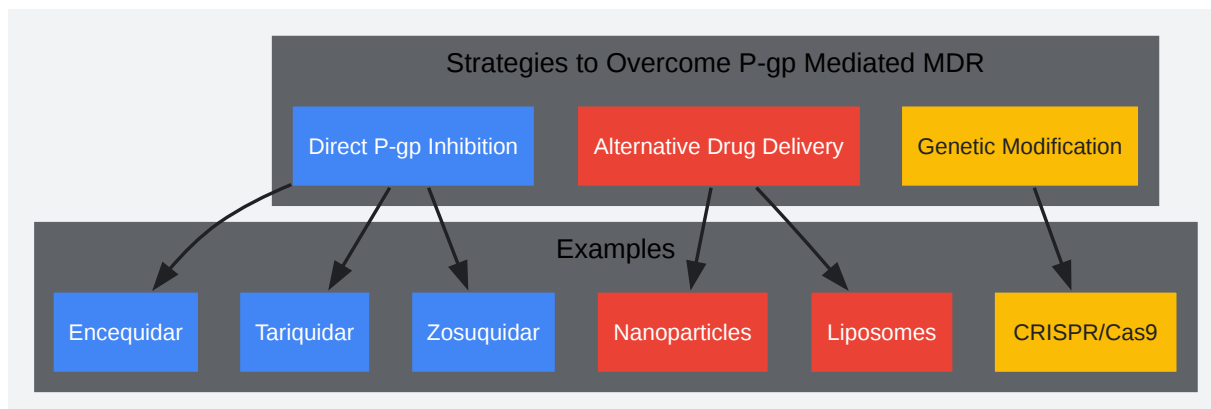 Strategies to Overcome P-gp Mediated MDR
Direct P-gp Inhibition
Alternative Drug Delivery
Genetic Modification
Examples
Encequidar
Tariquidar
Zosuquidar
Nanoparticles
Liposomes
CRISPR/Cas9